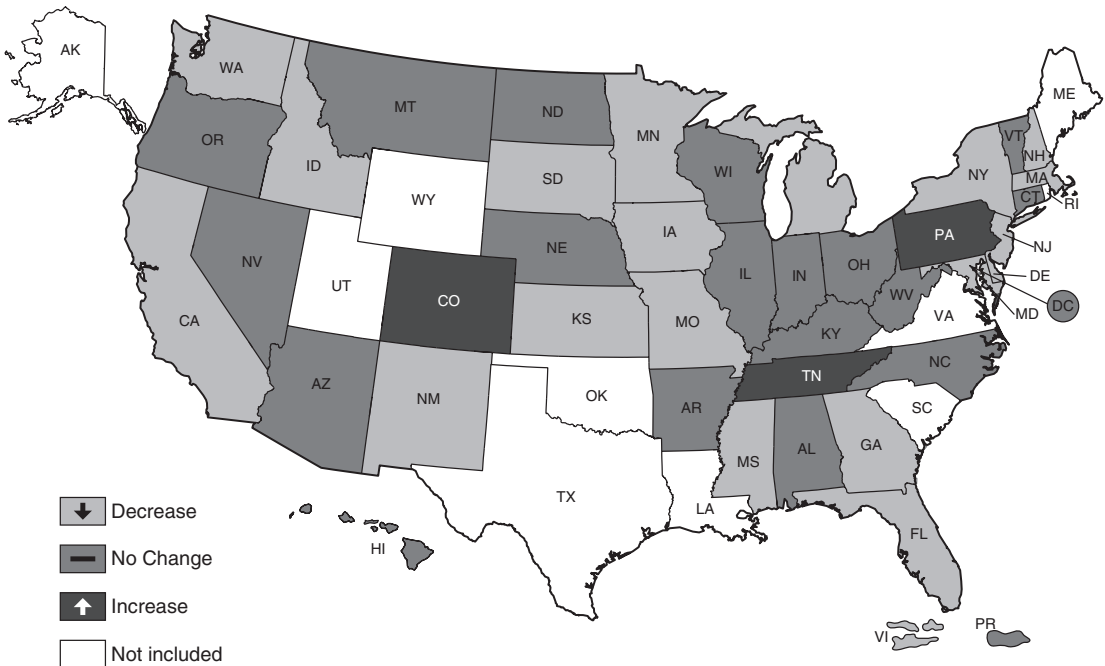 AK
WA
MT
ND
MN
ME
VT
NH
OR
ID
SD
WI
NY
MA
CT
RI
WY
IA
PA
NJ
NV
NE
IL
IN
OH
DE
DC
UT
CO
WV
VA
MD
CA
KS
MO
KY
AZ
NM
OK
TN
NC
AR
SC
MS
AL
GA
TX
LA
FL
HI
Decrease
No Change
Increase
Not included
VI
PR